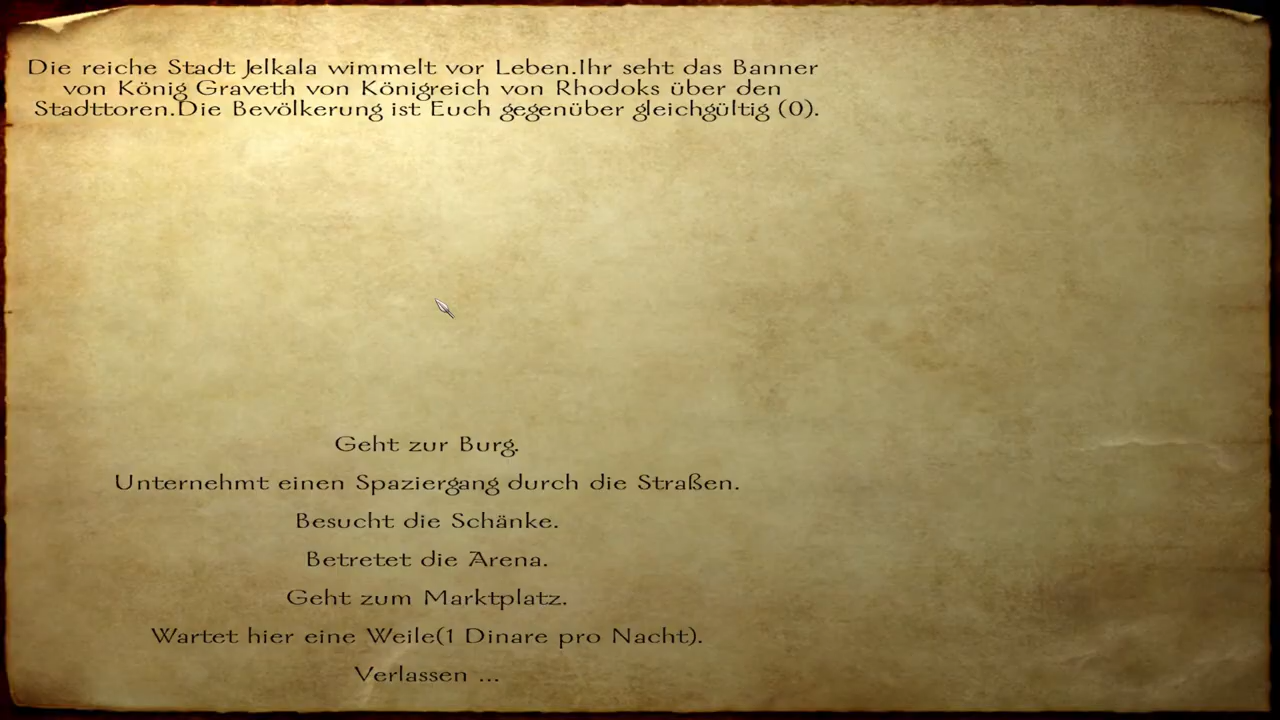 Die reiche Stadt Jelkala wimmelt vor Leben.Ihr seht das Banner
von König Graveth von Königreich von Rhodoks über den
Stadttoren.Die Bevölkerung ist Euch gegenüber gleichgültig (0).
Geht zur Burg.
Unternehmt einen Spaziergang durch die Straßen.
Besucht die Schänke.
Betretet die Arena.
Geht zum Marktplatz.
Wartet hier eine Weile(1 Dinare pro Nacht).
Verlassen ...